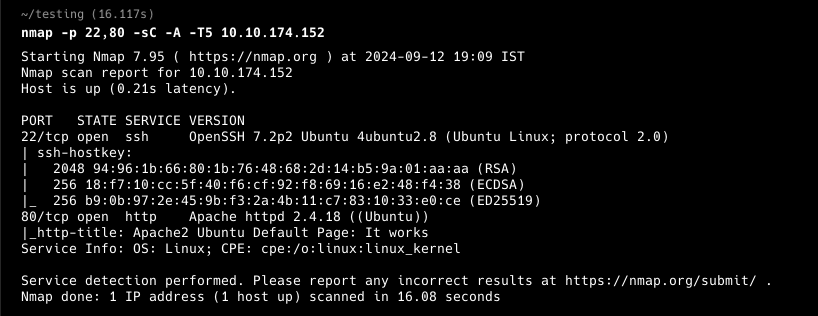 ~/testing (16.117s)
nmap -p 22,80 -sC -A -T5 10.10.174.152
Starting Nmap 7.95 ( https://nmap.org ) at 2024-09-12 19:09 IST
Nmap scan report for 10.10.174.152
Host is up (0.21s latency).

PORT   STATE SERVICE VERSION
22/tcp open  ssh     OpenSSH 7.2p2 Ubuntu 4ubuntu2.8 (Ubuntu Linux; protocol 2.0)
| ssh-hostkey:
|   2048 94:96:1b:66:80:1b:76:48:68:2d:14:b5:9a:01:aa:aa (RSA)
|   256 18:f7:10:cc:5f:40:f6:cf:92:f8:69:16:e2:48:f4:38 (ECDSA)
|_  256 b9:0b:97:2e:45:9b:f3:2a:4b:11:c7:83:10:33:e0:ce (ED25519)
80/tcp open  http    Apache httpd 2.4.18 ((Ubuntu))
|_http-title: Apache2 Ubuntu Default Page: It works
Service Info: OS: Linux; CPE: cpe:/o:linux:linux_kernel

Service detection performed. Please report any incorrect results at https://nmap.org/submit/ .
Nmap done: 1 IP address (1 host up) scanned in 16.08 seconds